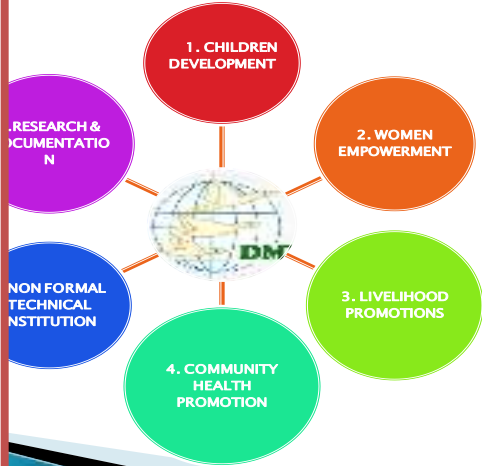 1. CHILDREN
DEVELOPMENT
2. WOMEN
EMPOWERMENT
3. LIVELIHOOD
PROMOTIONS
4. COMMUNITY
HEALTH
PROMOTION
NON FORMAL
TECHNICAL
NSTITUTION
.RESEARCH &
OCUMENTATIO
N
DM